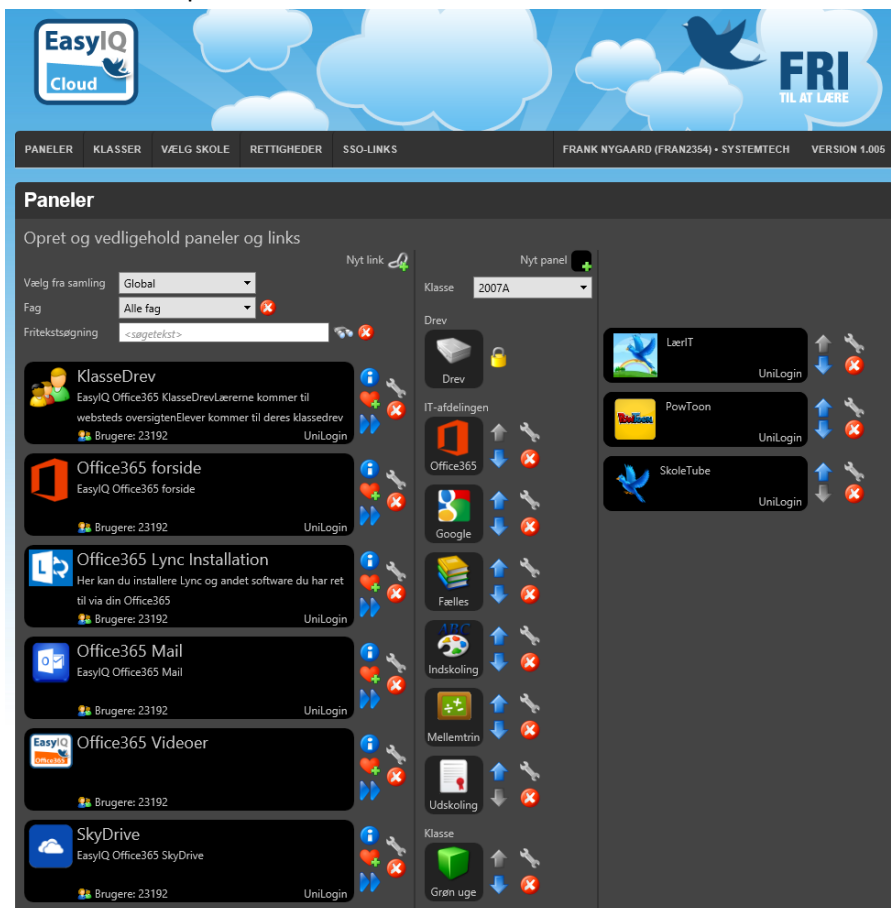 EasyIQ
Cloud
FRI
TIL AT LÆRE
PANELER KLASSER VÆLG SKOLE RETTIGHEDER SSO-LINKS FRANK NYGAARD (FRAN2354) • SYSTEMTECH VERSION 1.005
Paneler
Opret og vedligehold paneler og links
Nyt link
Vælg fra samling Global
Fag Alle fag
Fritekstsøgning <søgetekst>
KlasseDrev
EasyIQ Office365 KlasseDrevLærerne kommer til
websteds oversigtenElever kommer til deres klassedrev
Brugere: 23192 UniLogin
Office365 forside
EasyIQ Office365 forside
Brugere: 23192 UniLogin
Office365 Lync Installation
Her kan du installere Lync og andet software du har ret
til via din Office365
Brugere: 23192 UniLogin
Office365 Mail
EasyIQ Office365 Mail
Brugere: 23192 UniLogin
EasyIQ
Office365
Office365 Videoer
Brugere: 23192
SkyDrive
EasyIQ Office365 SkyDrive
Brugere: 23192 UniLogin
Nyt panel
Klasse 2007A
Drev
Drev
IT-afdelingen
Office365
Google
Fælles
ABC
Indskoling
Mellemtrin
Udskoling
Klasse
Grøn uge
LærIT
UniLogin
PowToon
PowToon
UniLogin
SkoleTube
UniLogin